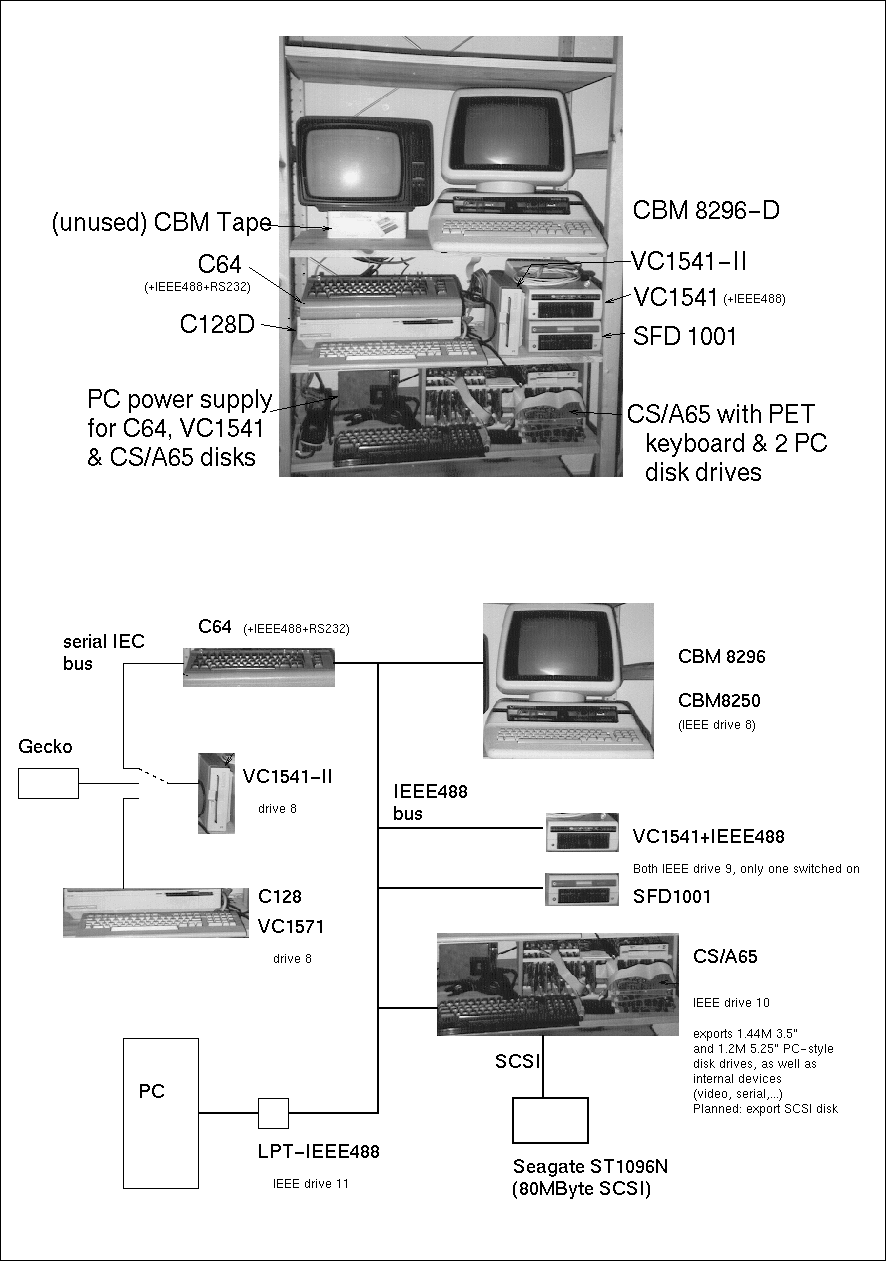 (unused) CBM Tape
CBM 8296-D
C64
(+IEEE488+RS232)
VC1541-II
VC1541 (+IEEE488)
C128D
SFD 1001
PC power supply
for C64, VC1541
& CS/A65 disks
CS/A65 with PET
keyboard & 2 PC
disk drives
C64 (+IEEE488+RS232)
serial IEC
bus
CBM 8296
CBM8250
(IEEE drive 8)
Gecko
VC1541-II
drive 8
IEEE488
bus
VC1541+IEEE488
Both IEEE drive 9, only one switched on
SFD1001
C128
VC1571
drive 8
CS/A65
IEEE drive 10
exports 1.44M 3.5"
and 1.2M 5.25" PC-style
disk drives, as well as
internal devices
(video, serial,...)
Planned: export SCSI disk
SCSI
PC
LPT-IEEE488
IEEE drive 11
Seagate ST1096N
(80MByte SCSI)